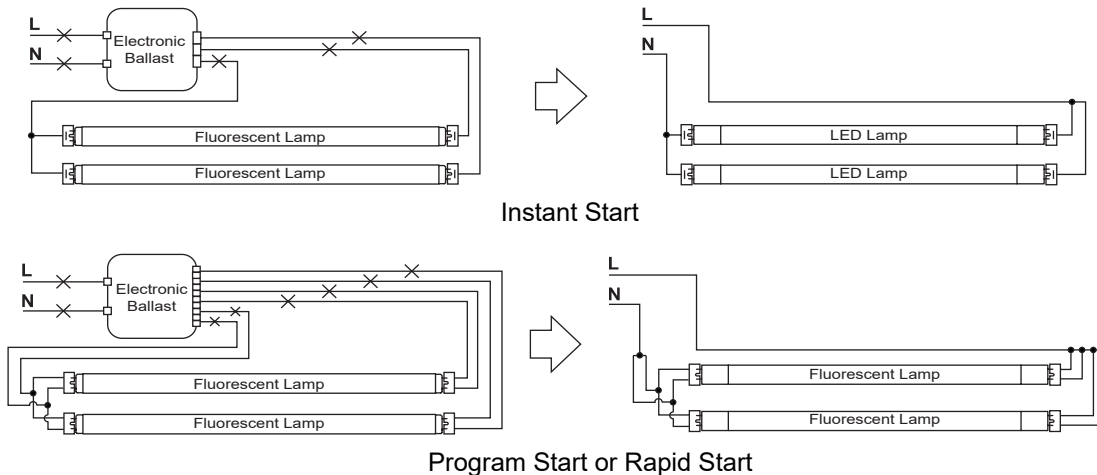 L
N
Electronic
Ballast
Fluorescent Lamp
Fluorescent Lamp
L
N
LED Lamp
LED Lamp
Instant Start
L
N
Electronic
Ballast
Fluorescent Lamp
Fluorescent Lamp
L
N
Fluorescent Lamp
Fluorescent Lamp
Program Start or Rapid Start